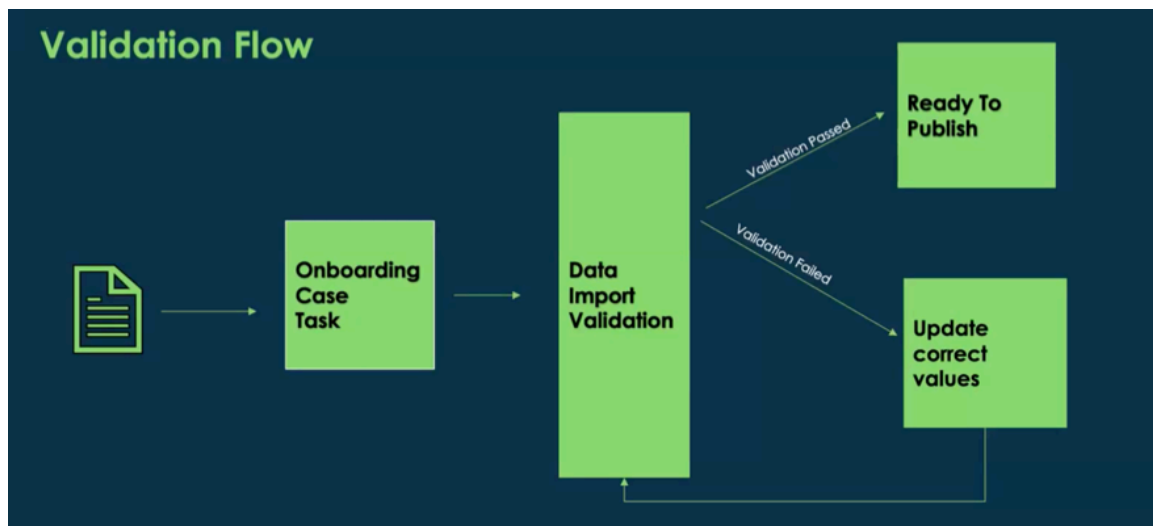 Validation Flow
Onboarding
Case
Task
Data
Import
Validation
Validation Passed
Ready To
Publish
Validation Failed
Update
correct
values